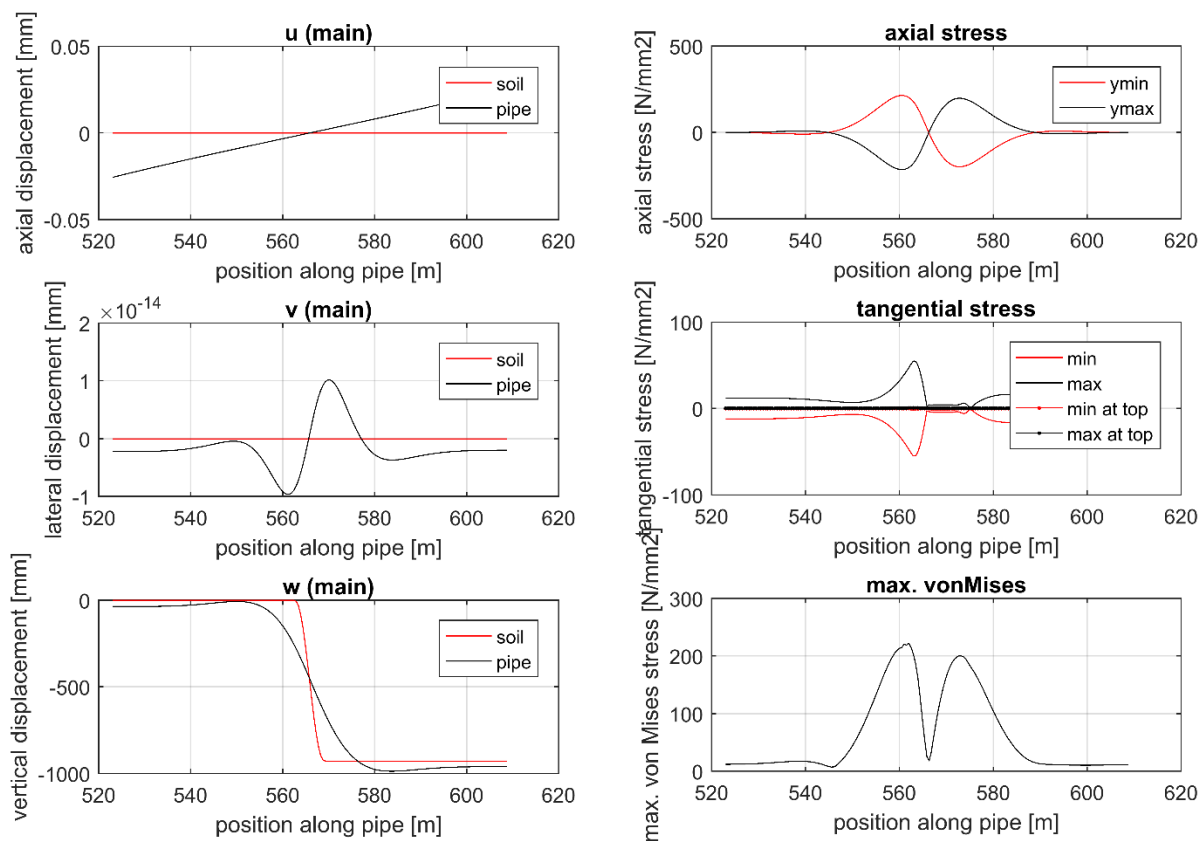 u (main)
axial displacement [mm]
0.05
0
-0.05
soil
pipe
520 540 560 580 600 620
position along pipe [m]
axial stress
axial stress [N/mm2]
500
0
-500
ymin
ymax
520 540 560 580 600 620
position along pipe [m]
v (main)
×10-14
lateral displacement [mm]
2
1
0
-1
soil
pipe
520 540 560 580 600 620
position along pipe [m]
tangential stress
tangential stress [N/mm2]
100
0
-100
min
max
min at top
max at top
520 540 560 580 600 620
position along pipe [m]
w (main)
vertical displacement [mm]
0
-500
-1000
soil
pipe
520 540 560 580 600 620
position along pipe [m]
max. vonMises
max. von Mises stress [N/mm2]
300
200
100
0
520 540 560 580 600 620
position along pipe [m]